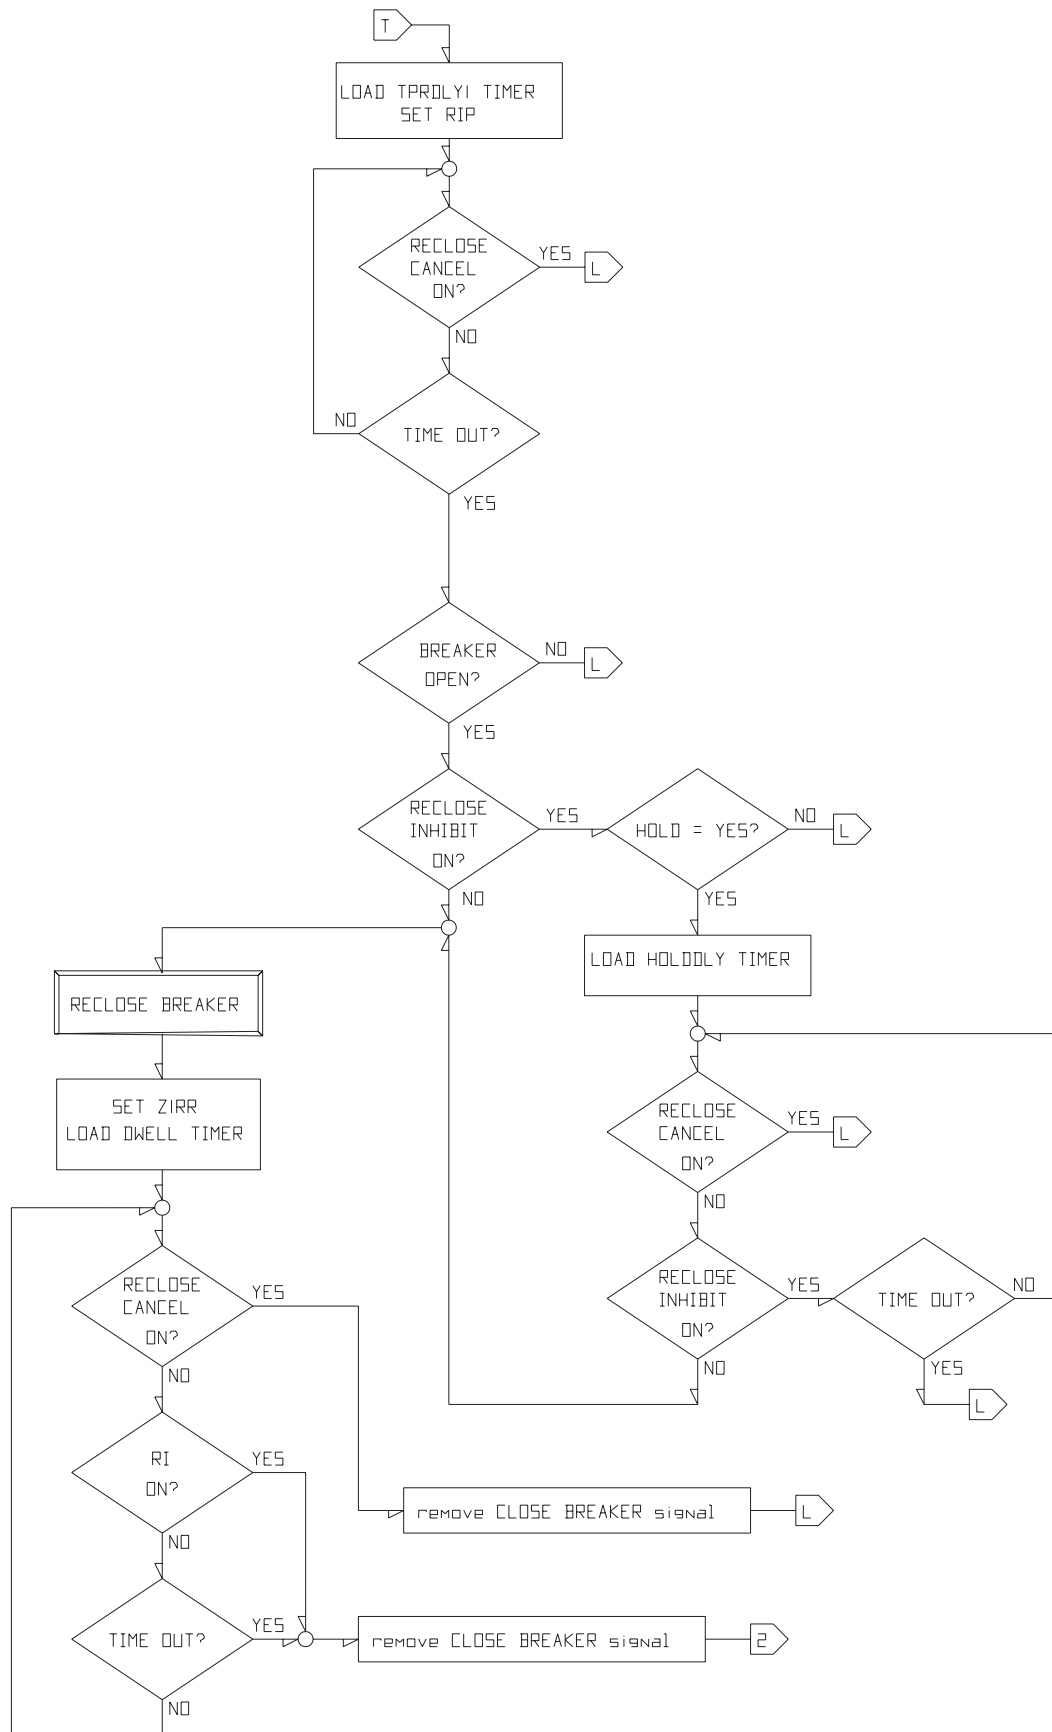 T
LOAD TPRDLY1 TIMER
SET RIP
RECLOSE
CANCEL
ON?
YES
L
NO
TIME OUT?
NO
YES
BREAKER
OPEN?
NO
L
YES
RECLOSE
INHIBIT
ON?
YES
HOLD = YES?
NO
L
NO
YES
LOAD HOLDDLY TIMER
RECLOSE BREAKER
SET Z1RR
LOAD DWELL TIMER
RECLOSE
CANCEL
ON?
YES
L
NO
RECLOSE
INHIBIT
ON?
YES
TIME OUT?
NO
NO
YES
L
RECLOSE
CANCEL
ON?
YES
NO
RI
ON?
YES
NO
remove CLOSE BREAKER signal
L
TIME OUT?
YES
NO
remove CLOSE BREAKER signal
2